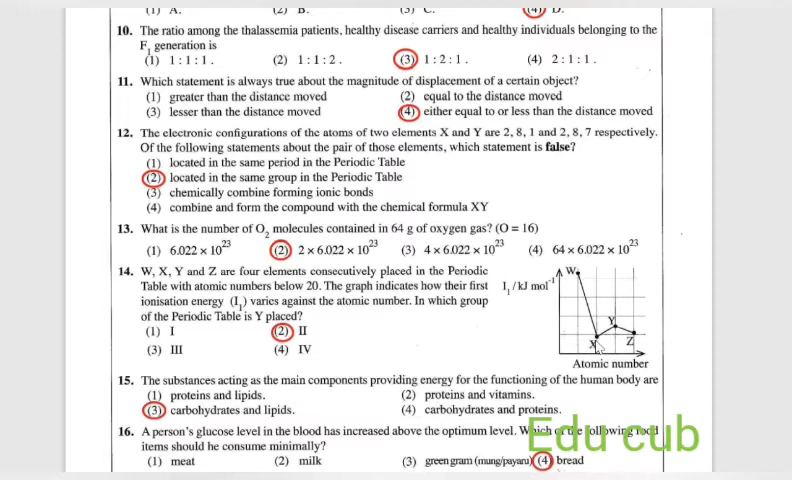 (1) A. (2) B. (3) C. (4) D.
10. The ratio among the thalassemia patients, healthy disease carriers and healthy individuals belonging to the
F1 generation is
(1) 1 : 1 : 1 . (2) 1 : 1 : 2 . (3) 1 : 2 : 1 . (4) 2 : 1 : 1 .
11. Which statement is always true about the magnitude of displacement of a certain object?
(1) greater than the distance moved (2) equal to the distance moved
(3) lesser than the distance moved (4) either equal to or less than the distance moved
12. The electronic configurations of the atoms of two elements X and Y are 2, 8, 1 and 2, 8, 7 respectively.
Of the following statements about the pair of those elements, which statement is false?
(1) located in the same period in the Periodic Table
(2) located in the same group in the Periodic Table
(3) chemically combine forming ionic bonds
(4) combine and form the compound with the chemical formula XY
13. What is the number of O2 molecules contained in 64 g of oxygen gas? (O = 16)
(1) 6.022 × 10^23 (2) 2 × 6.022 × 10^23 (3) 4 × 6.022 × 10^23 (4) 64 × 6.022 × 10^23
14. W, X, Y and Z are four elements consecutively placed in the Periodic
Table with atomic numbers below 20. The graph indicates how their first
ionisation energy (I1) varies against the atomic number. In which group
of the Periodic Table is Y placed?
(1) I (2) II
(3) III (4) IV
I1 / kJ mol^-1
W
Y
X Z
Atomic number
15. The substances acting as the main components providing energy for the functioning of the human body are
(1) proteins and lipids. (2) proteins and vitamins.
(3) carbohydrates and lipids. (4) carbohydrates and proteins.
16. A person's glucose level in the blood has increased above the optimum level. Which of the following food
items should he consume minimally?
(1) meat (2) milk (3) green gram (mung/payaru) (4) bread
Edu cub